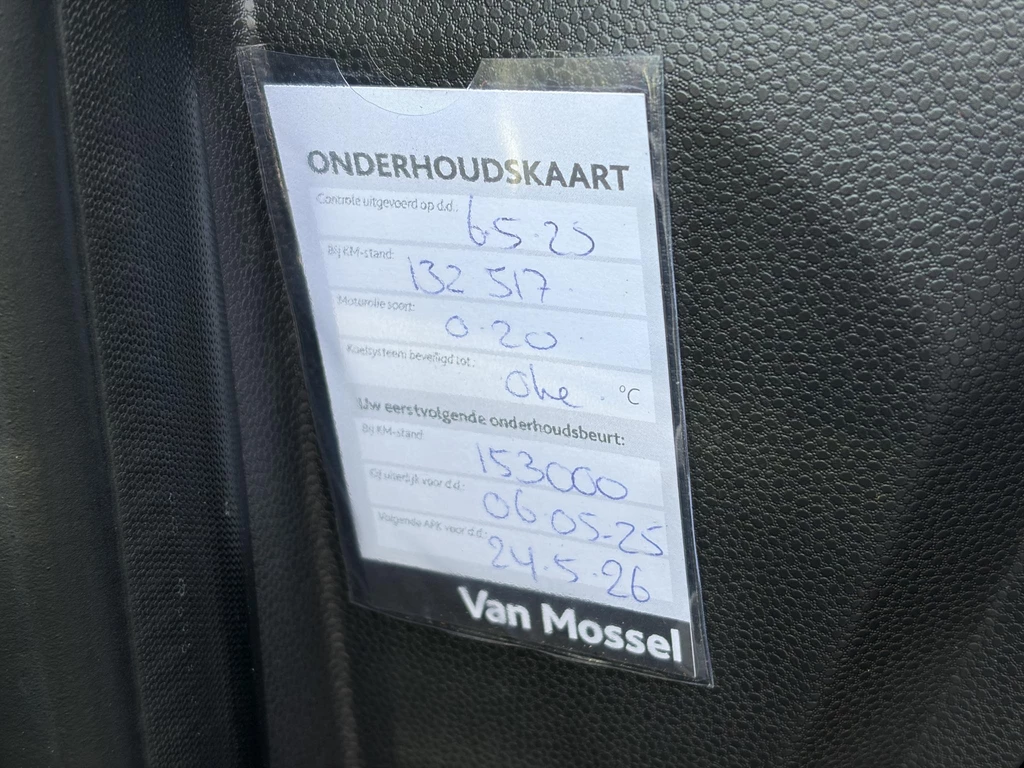 ONDERHOUDSKAART
Controle uitgevoerd op d.d.: 6.5.25
Bij KM-stand: 132 517.
Motorolie soort: 0.20.
Koelsysteem beveiligd tot: Oke. °C
Uw eerstvolgende onderhoudsbeurt:
Bij KM-stand: 153000
Of uiterlijk voor d.d.: 06.05-25
Volgende APK voor d.d.: 24.5.26
Van Mossel